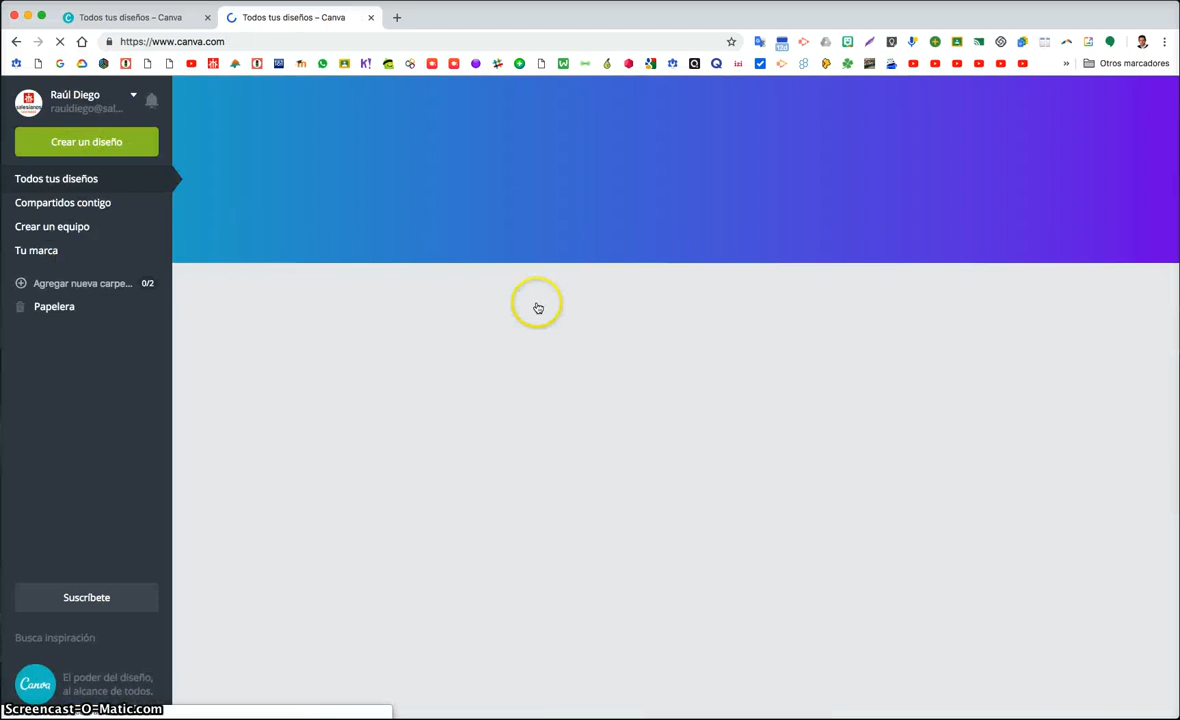 Todos tus diseños – Canva
Todos tus diseños – Canva
https://www.canva.com
Otros marcadores
Raúl Diego
rauldiego@sal...
Crear un diseño
Todos tus diseños
Compartidos contigo
Crear un equipo
Tu marca
Agregar nueva carpe... 0/2
Papelera
Suscríbete
Busca inspiración
Canva
El poder del diseño,
al alcance de todos.
Screencast-O-Matic.com